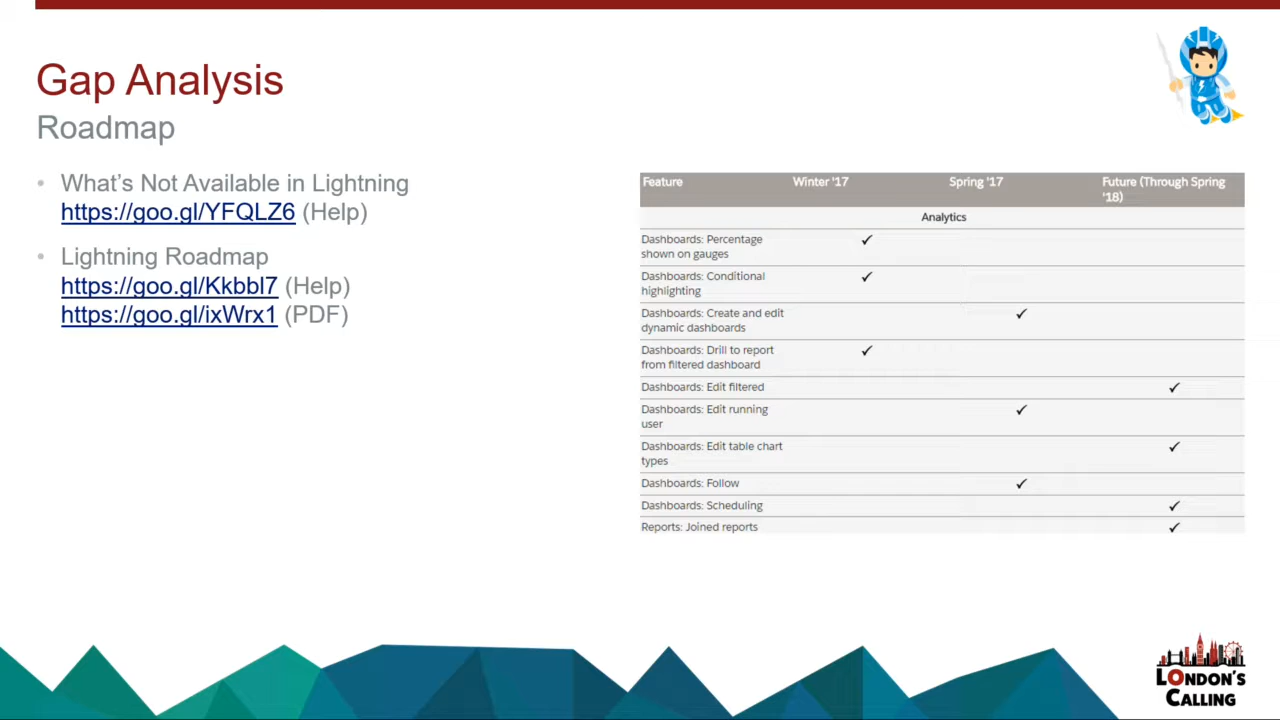 Gap Analysis
Roadmap
• What's Not Available in Lightning
https://goo.gl/YFQLZ6 (Help)
• Lightning Roadmap
https://goo.gl/Kkbbl7 (Help)
https://goo.gl/ixWrx1 (PDF)
Feature Winter '17 Spring '17 Future (Through Spring
'18)
Analytics
Dashboards: Percentage ✓
shown on gauges
Dashboards: Conditional ✓
highlighting
Dashboards: Create and edit ✓
dynamic dashboards
Dashboards: Drill to report ✓
from filtered dashboard
Dashboards: Edit filtered ✓
Dashboards: Edit running ✓
user
Dashboards: Edit table chart ✓
types
Dashboards: Follow ✓
Dashboards: Scheduling ✓
Reports: Joined reports ✓
LONDON'S
CALLING